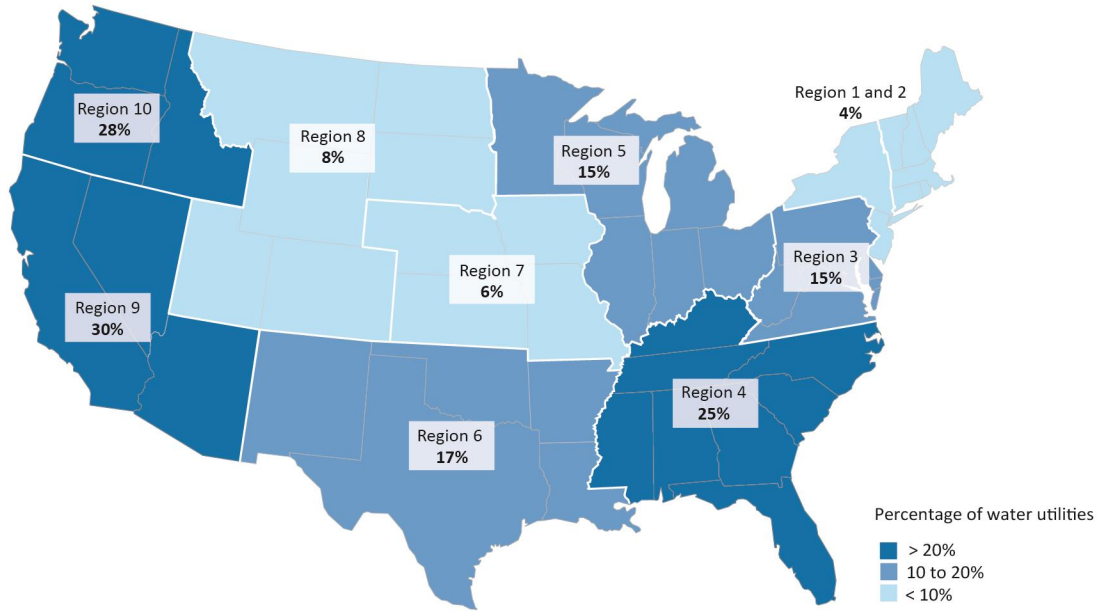 Region 1 and 2
4%
Region 10
28%
Region 8
8%
Region 5
15%
Region 3
15%
Region 7
6%
Region 9
30%
Region 4
25%
Region 6
17%
Percentage of water utilities
> 20%
10 to 20%
< 10%